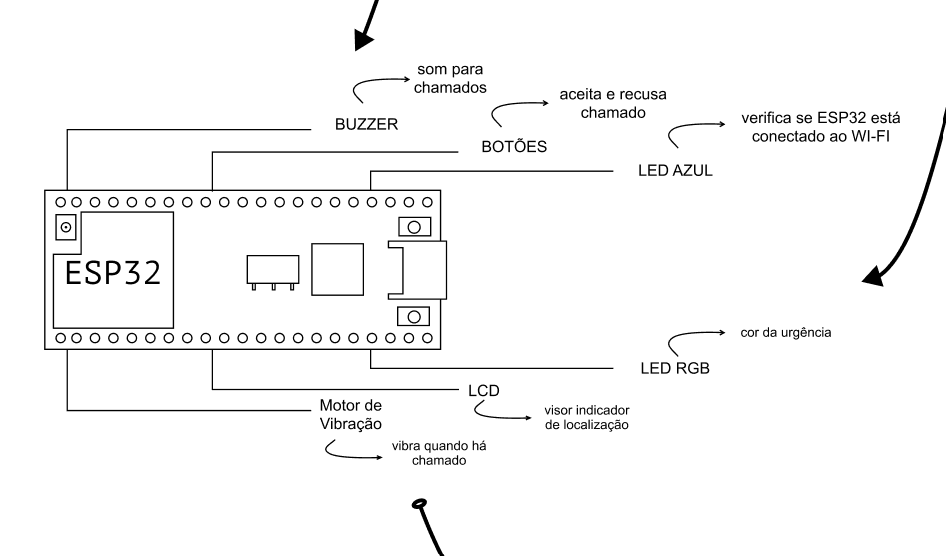 som para
chamados
BUZZER
aceita e recusa
chamado
BOTÕES
verifica se ESP32 está
conectado ao WI-FI
LED AZUL
ESP32
cor da urgência
LED RGB
LCD
visor indicador
de localização
Motor de
Vibração
vibra quando há
chamado